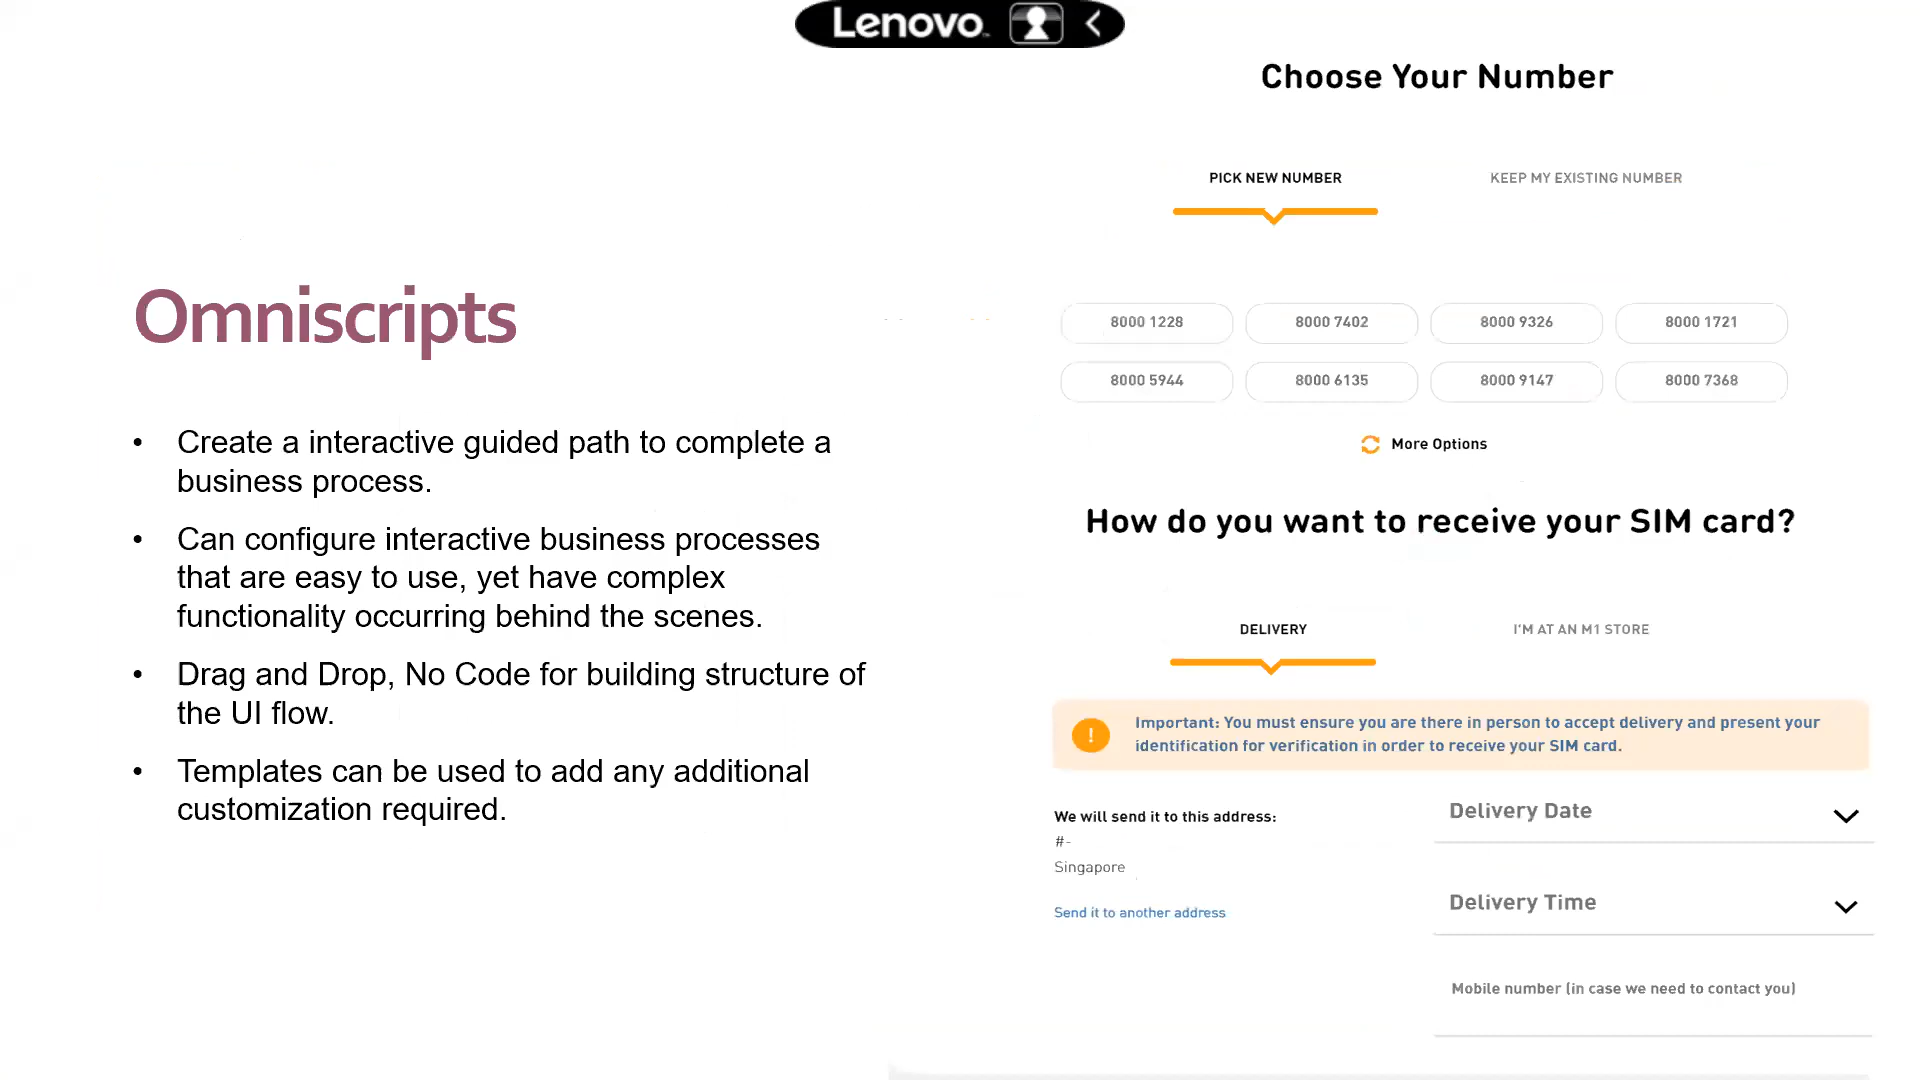 Lenovo
Choose Your Number
PICK NEW NUMBER
KEEP MY EXISTING NUMBER
8000 1228
8000 7402
8000 9326
8000 1721
8000 5944
8000 6135
8000 9147
8000 7368
More Options
Omniscripts
• Create a interactive guided path to complete a
business process.
• Can configure interactive business processes
that are easy to use, yet have complex
functionality occurring behind the scenes.
• Drag and Drop, No Code for building structure of
the UI flow.
• Templates can be used to add any additional
customization required.
How do you want to receive your SIM card?
DELIVERY
I'M AT AN M1 STORE
Important: You must ensure you are there in person to accept delivery and present your
identification for verification in order to receive your SIM card.
We will send it to this address:
#-
Singapore
Send it to another address
Delivery Date
Delivery Time
Mobile number (in case we need to contact you)